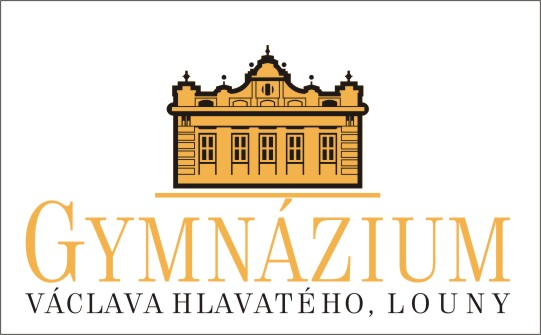 GYMNÁZIUM
VÁCLAVA HLAVATÉHO, LOUNY